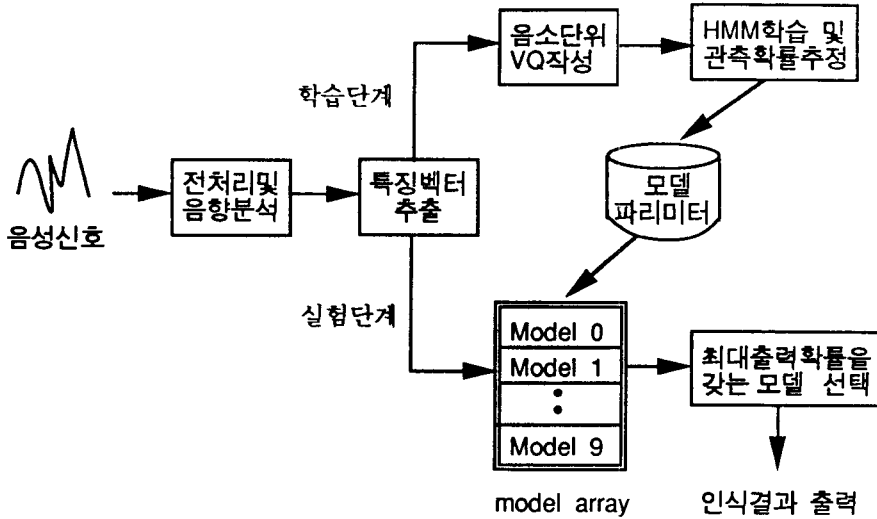 음소단위
VQ작성
HMM학습 및
관측확률추정
학습단계
음성신호
전처리및
음향분석
특징벡터
추출
모델
파리미터
실험단계
Model 0
Model 1
Model 9
model array
최대출력확률을
갖는 모델 선택
인식결과 출력